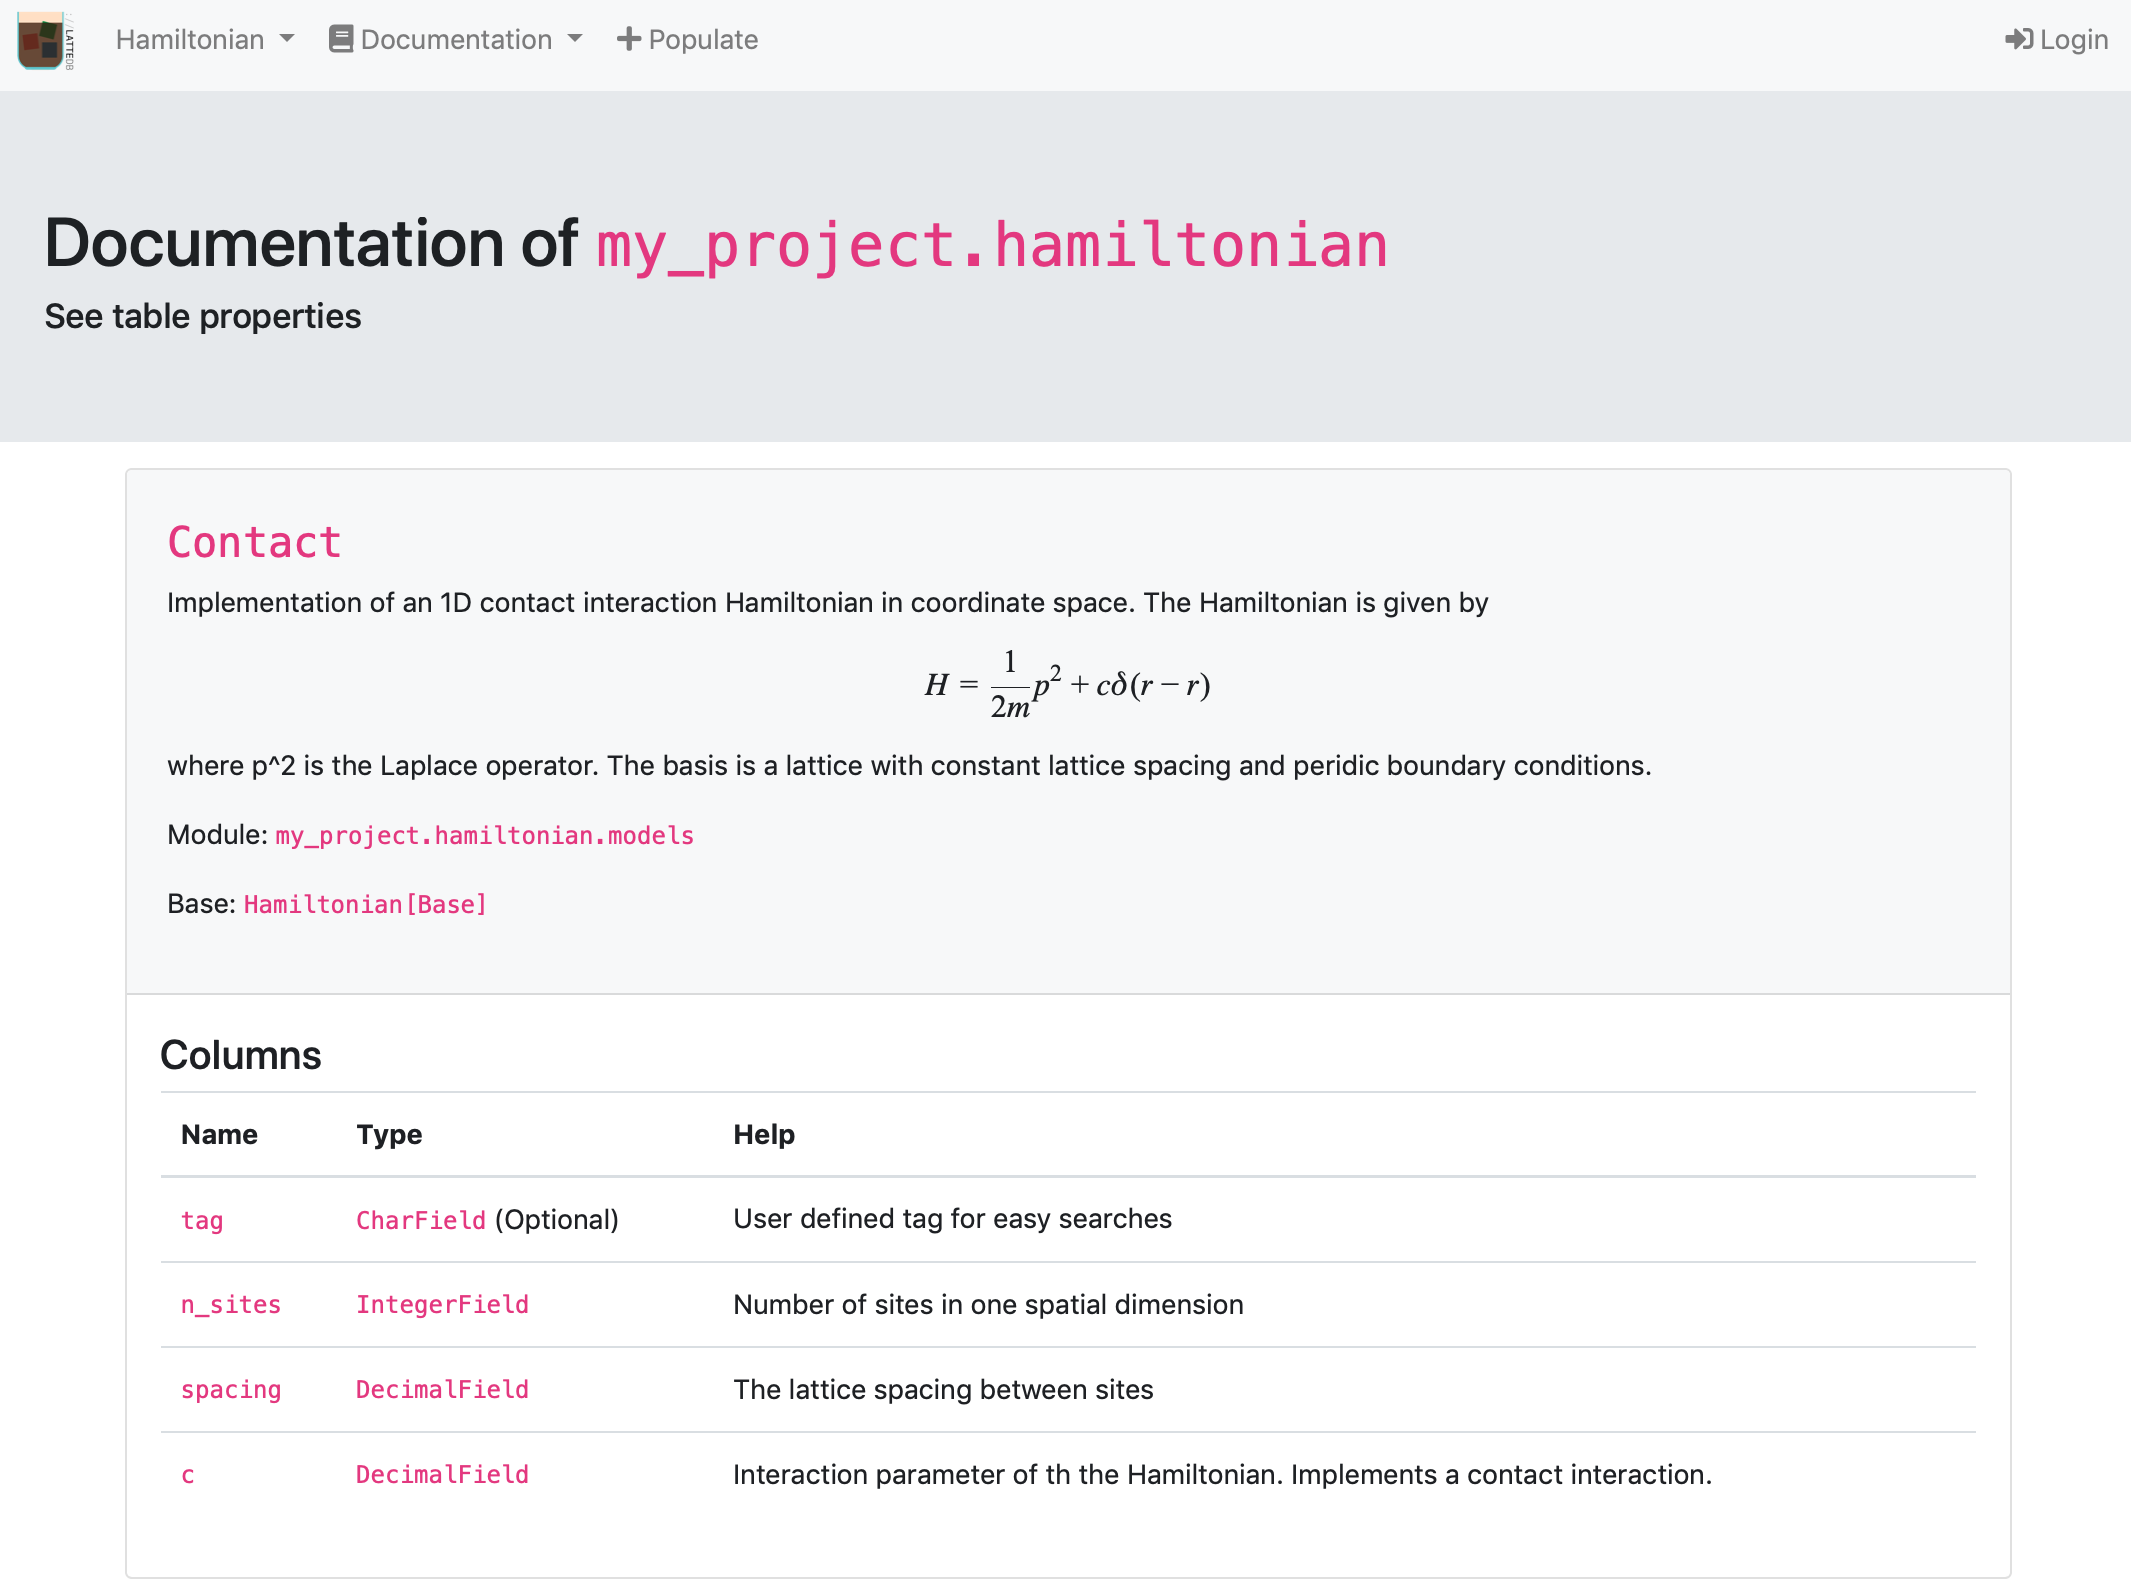 ://LATTEDB
Hamiltonian Documentation Populate Login
Documentation of my_project.hamiltonian
See table properties
Contact
Implementation of an 1D contact interaction Hamiltonian in coordinate space. The Hamiltonian is given by
H = 1/2m p² + cδ(r − r)
where p^2 is the Laplace operator. The basis is a lattice with constant lattice spacing and peridic boundary conditions.
Module: my_project.hamiltonian.models
Base: Hamiltonian[Base]
Columns
Name Type Help
tag CharField (Optional) User defined tag for easy searches
n_sites IntegerField Number of sites in one spatial dimension
spacing DecimalField The lattice spacing between sites
c DecimalField Interaction parameter of th the Hamiltonian. Implements a contact interaction.